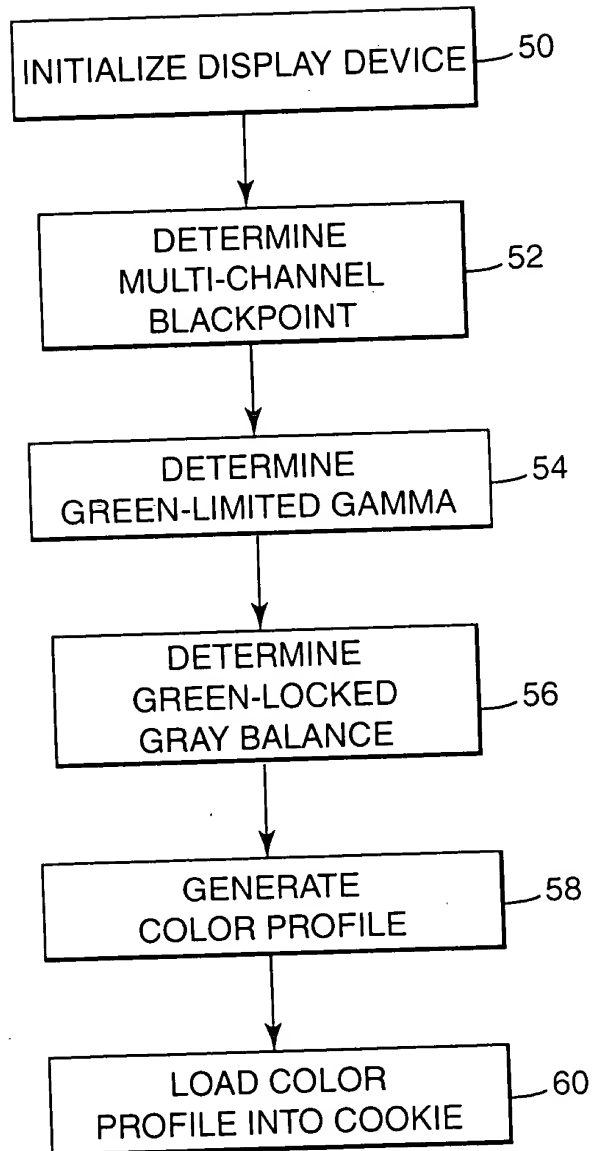 INITIALIZE DISPLAY DEVICE
50
DETERMINE
MULTI-CHANNEL
BLACKPOINT
52
DETERMINE
GREEN-LIMITED GAMMA
54
DETERMINE
GREEN-LOCKED
GRAY BALANCE
56
GENERATE
COLOR PROFILE
58
LOAD COLOR
PROFILE INTO COOKIE
60